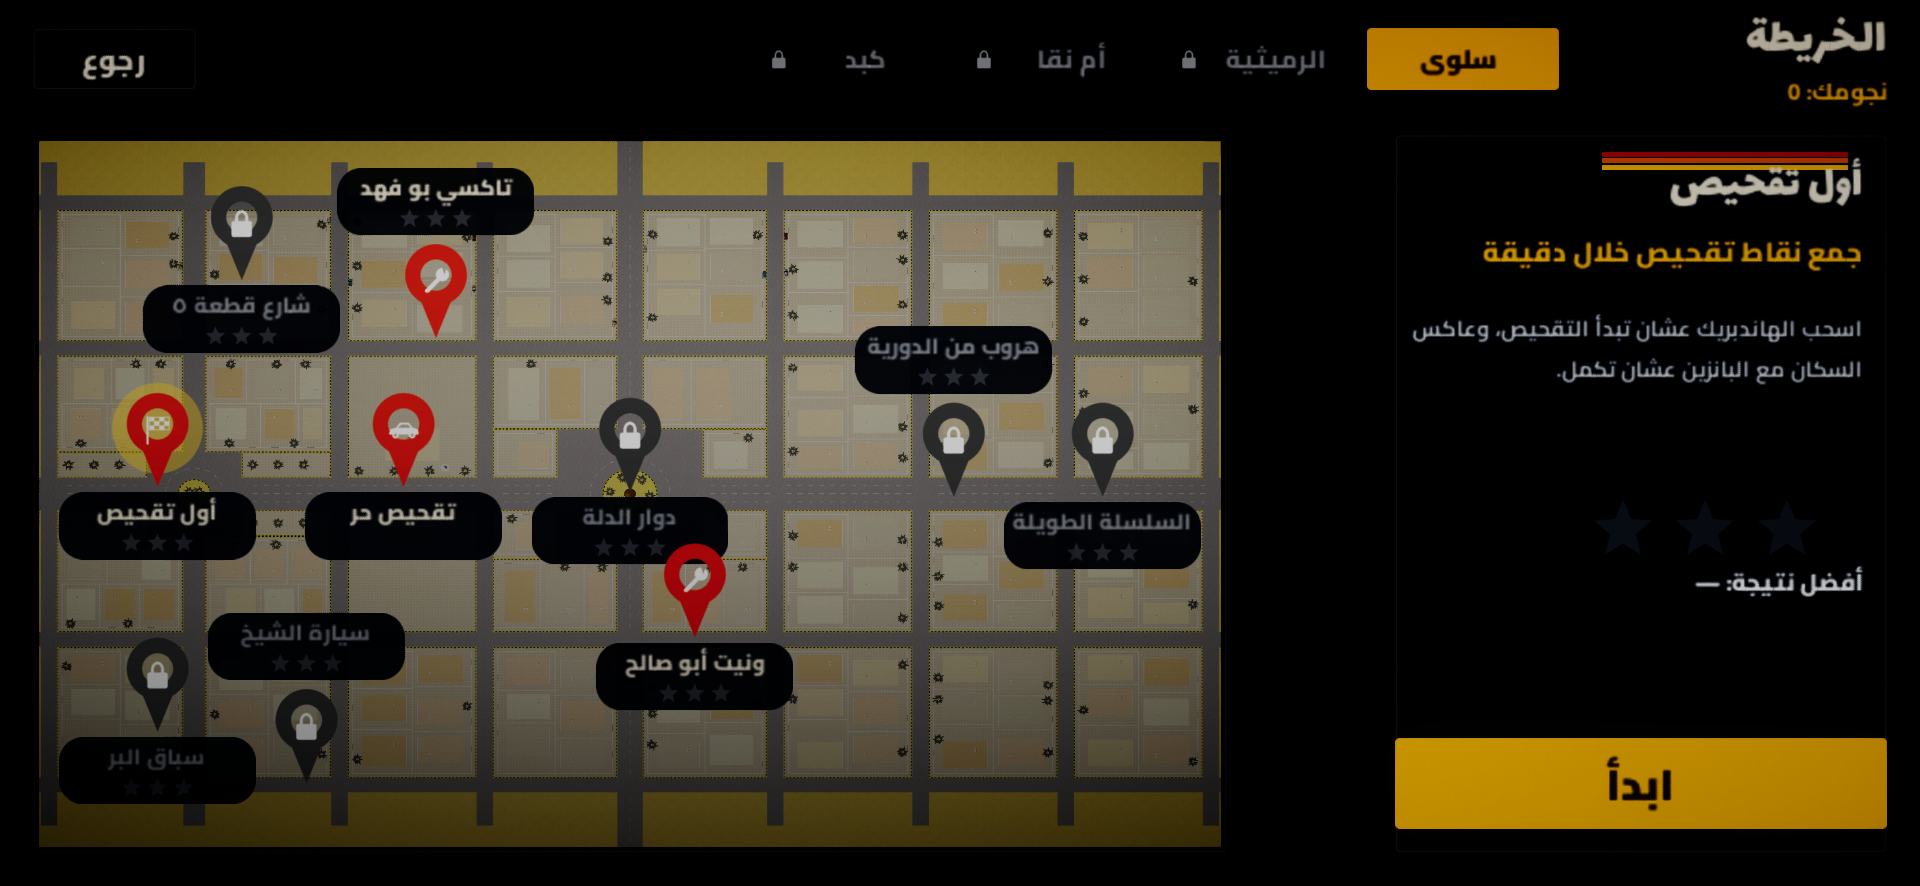 الخريطة
نجومك: 0
سلوى
الرميثية
أم نقا
كبد
رجوع
تاكسي بو فهد
شارع قطعة ٥
هروب من الدورية
أول تقحيص
تقحيص حر
دوار الدلة
السلسلة الطويلة
سيارة الشيخ
ونيت أبو صالح
سباق البر
أول تقحيص
جمع نقاط تقحيص خلال دقيقة
اسحب الهاندبريك عشان تبدأ التقحيص، وعاكس
السكان مع البانزين عشان تكمل.
أفضل نتيجة: —
ابدأ